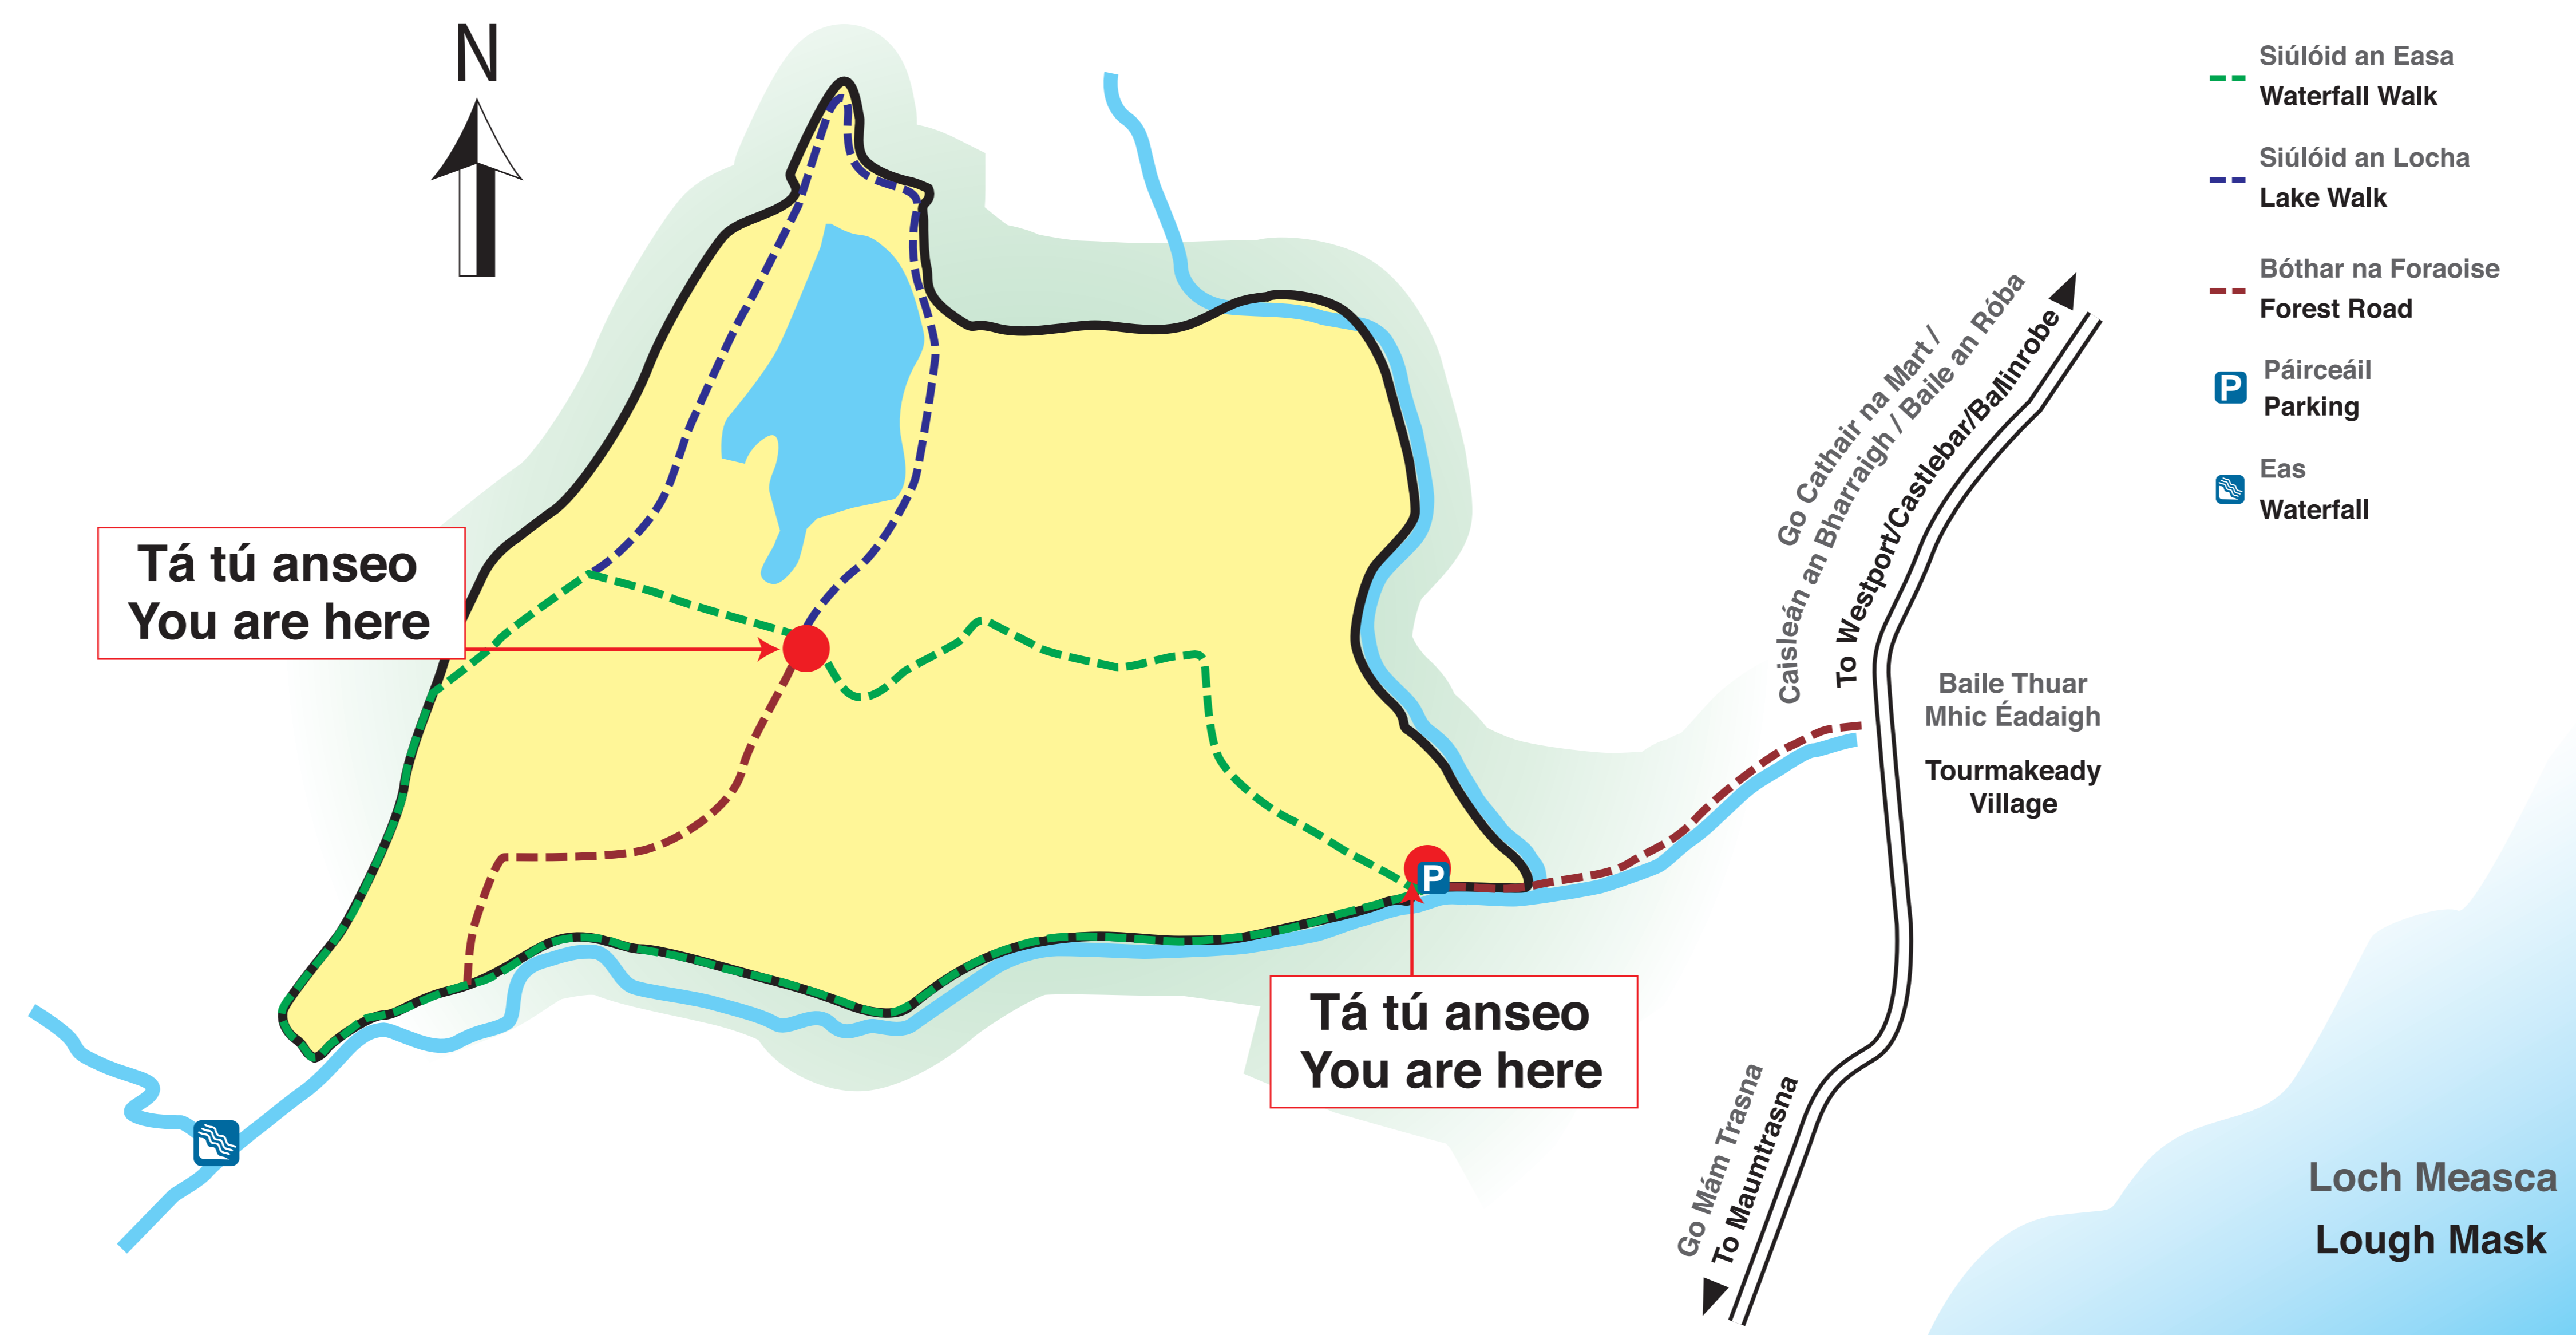 N
Siúlóid an Easa
Waterfall Walk
Siúlóid an Locha
Lake Walk
Bóthar na Foraoise
Forest Road
P
Páirceáil
Parking
Eas
Waterfall
Go Cathair na Mart /
Caisleán an Bharraigh / Baile an Róba
To Westport/Castlebar/Ballinrobe
Tá tú anseo
You are here
Baile Thuar
Mhic Éadaigh
Tourmakeady
Village
P
Tá tú anseo
You are here
Go Mám Trasna
To Maumtrasna
Loch Measca
Lough Mask